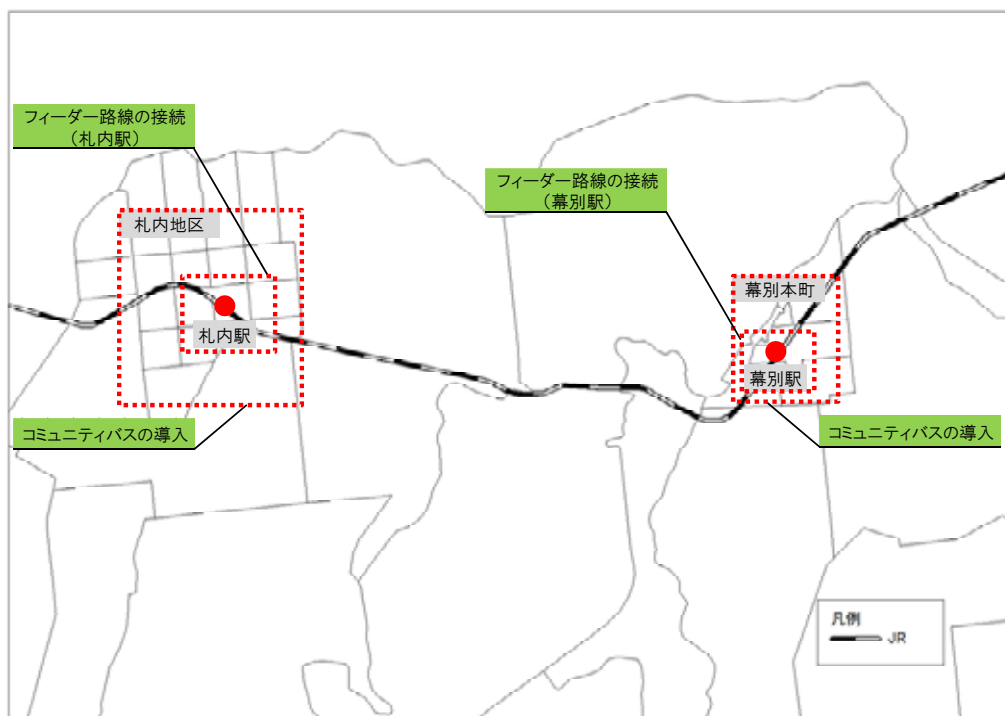 フィーダー路線の接続
(札内駅)
札内地区
札内駅
コミュニティバスの導入
フィーダー路線の接続
(幕別駅)
幕別本町
幕別駅
コミュニティバスの導入
凡例
JR